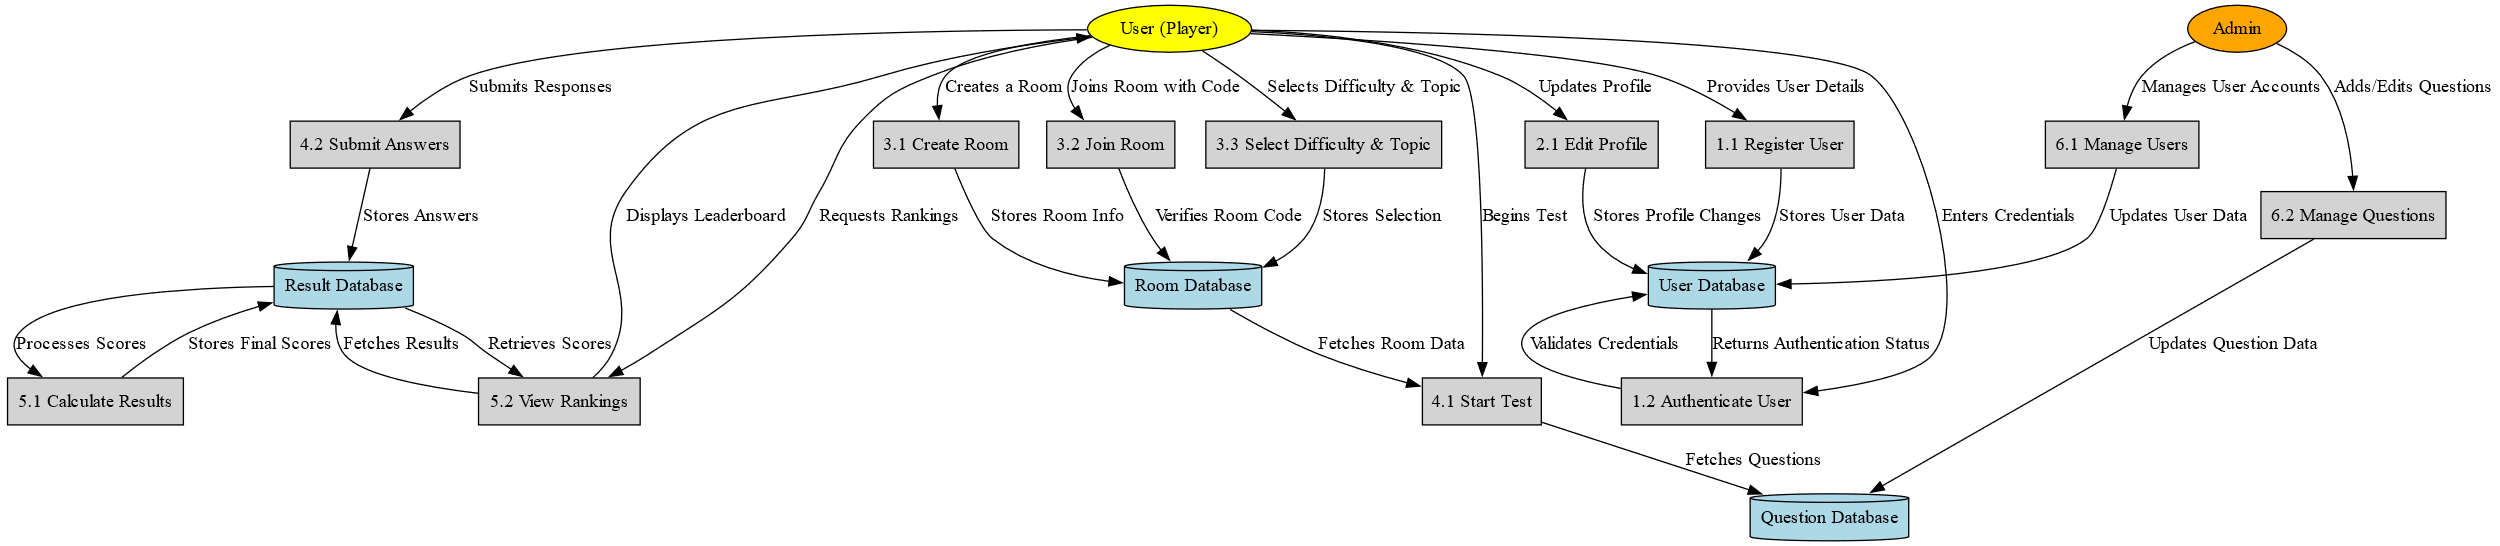 User (Player)
Admin
Submits Responses
Creates a Room
Joins Room with Code
Selects Difficulty & Topic
Updates Profile
Provides User Details
Manages User Accounts
Adds/Edits Questions
4.2 Submit Answers
3.1 Create Room
3.2 Join Room
3.3 Select Difficulty & Topic
2.1 Edit Profile
1.1 Register User
6.1 Manage Users
Stores Answers
Displays Leaderboard
Requests Rankings
Stores Room Info
Verifies Room Code
Stores Selection
Begins Test
Stores Profile Changes
Stores User Data
Enters Credentials
Updates User Data
6.2 Manage Questions
Result Database
Room Database
User Database
Processes Scores
Stores Final Scores
Fetches Results
Retrieves Scores
Fetches Room Data
Validates Credentials
Returns Authentication Status
Updates Question Data
5.1 Calculate Results
5.2 View Rankings
4.1 Start Test
1.2 Authenticate User
Fetches Questions
Question Database